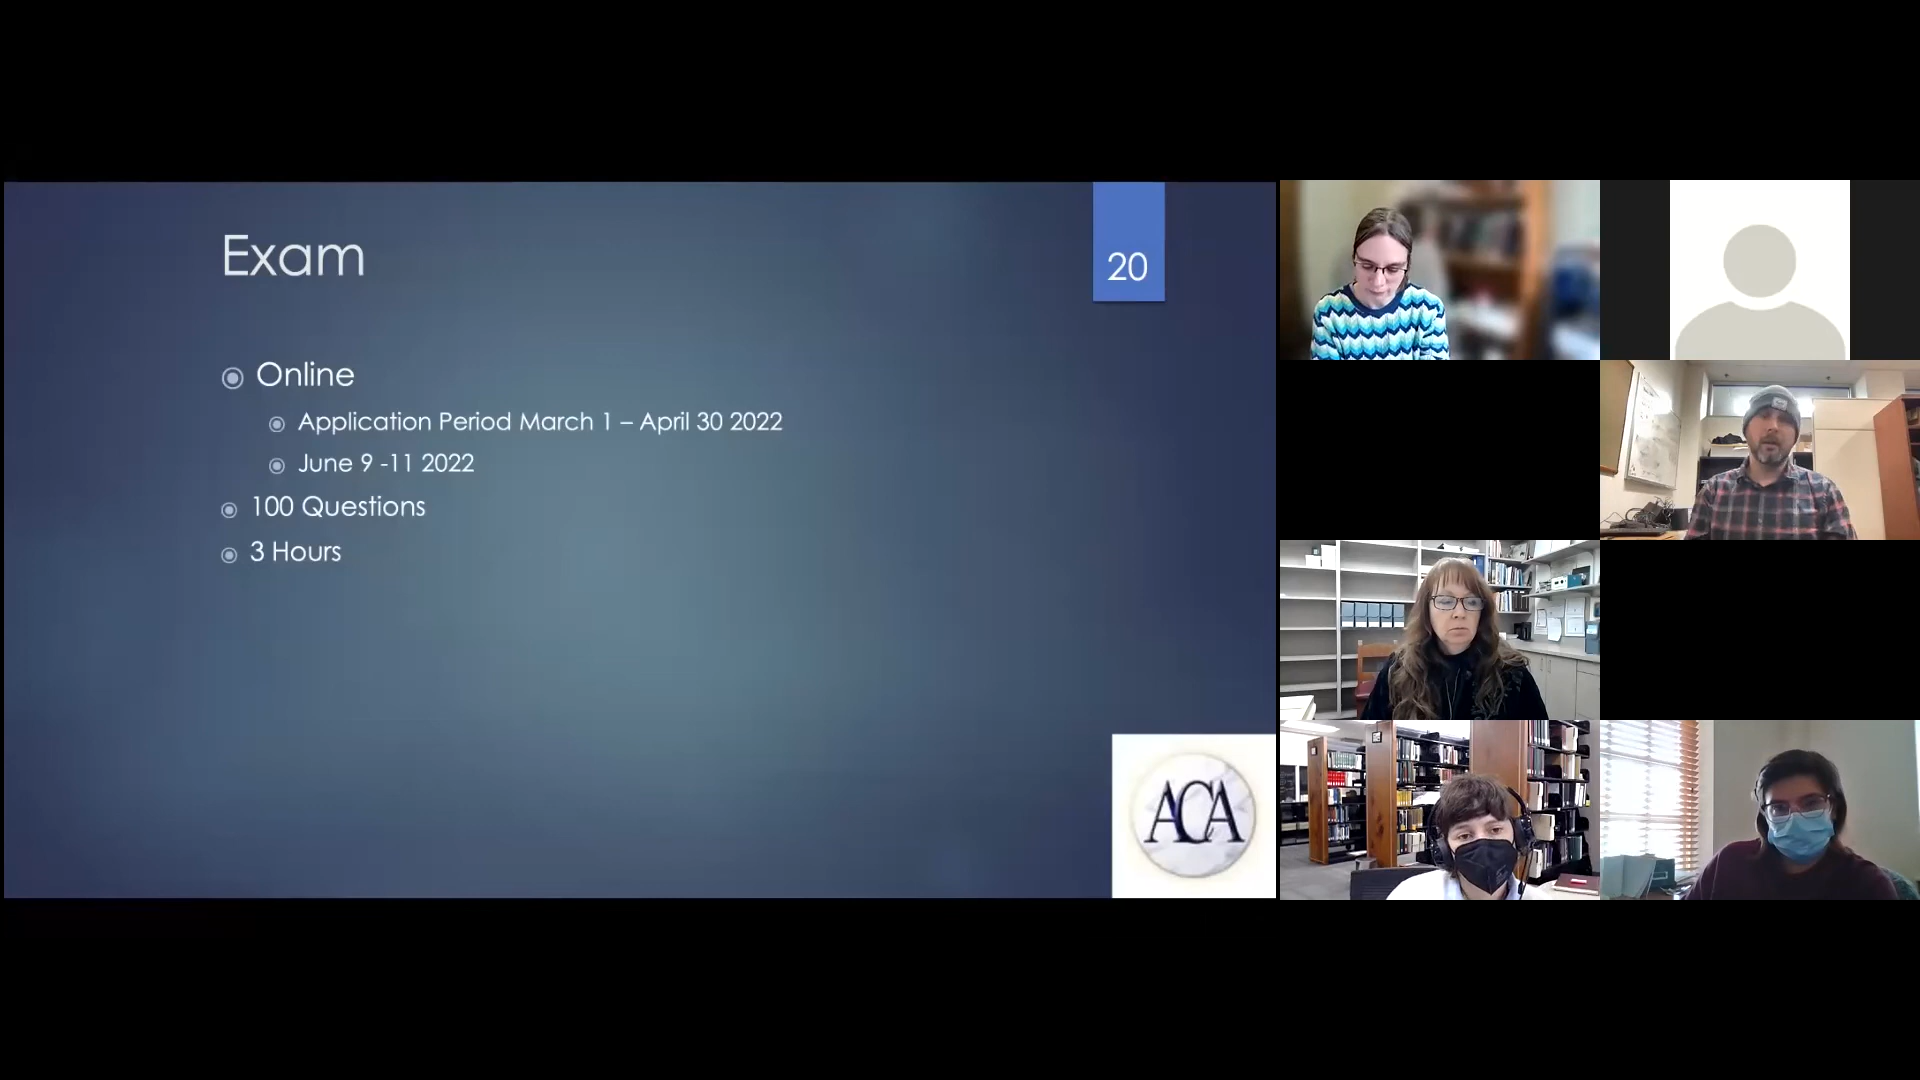 Exam
20
Online
Application Period March 1 – April 30 2022
June 9 -11 2022
100 Questions
3 Hours
ACA